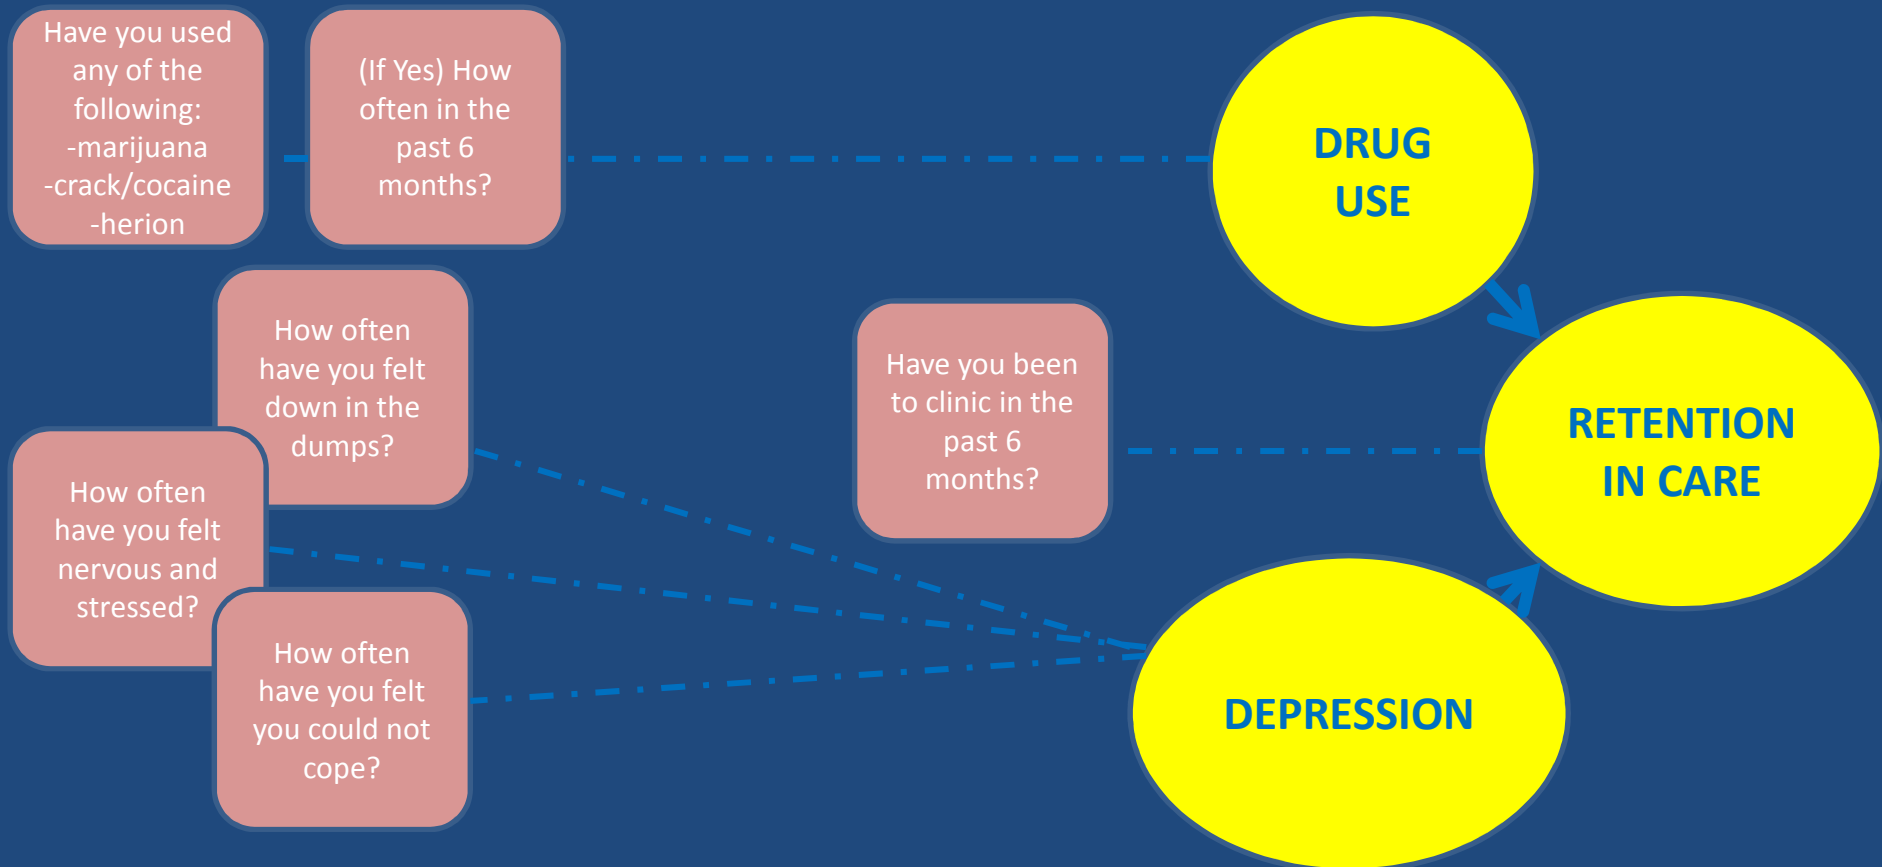 Have you used
any of the
following:
-marijuana
-crack/cocaine
-herion
(If Yes) How
often in the
past 6
months?
DRUG
USE
How often
have you felt
down in the
dumps?
Have you been
to clinic in the
past 6
months?
RETENTION
IN CARE
How often
have you felt
nervous and
stressed?
How often
have you felt
you could not
cope?
DEPRESSION